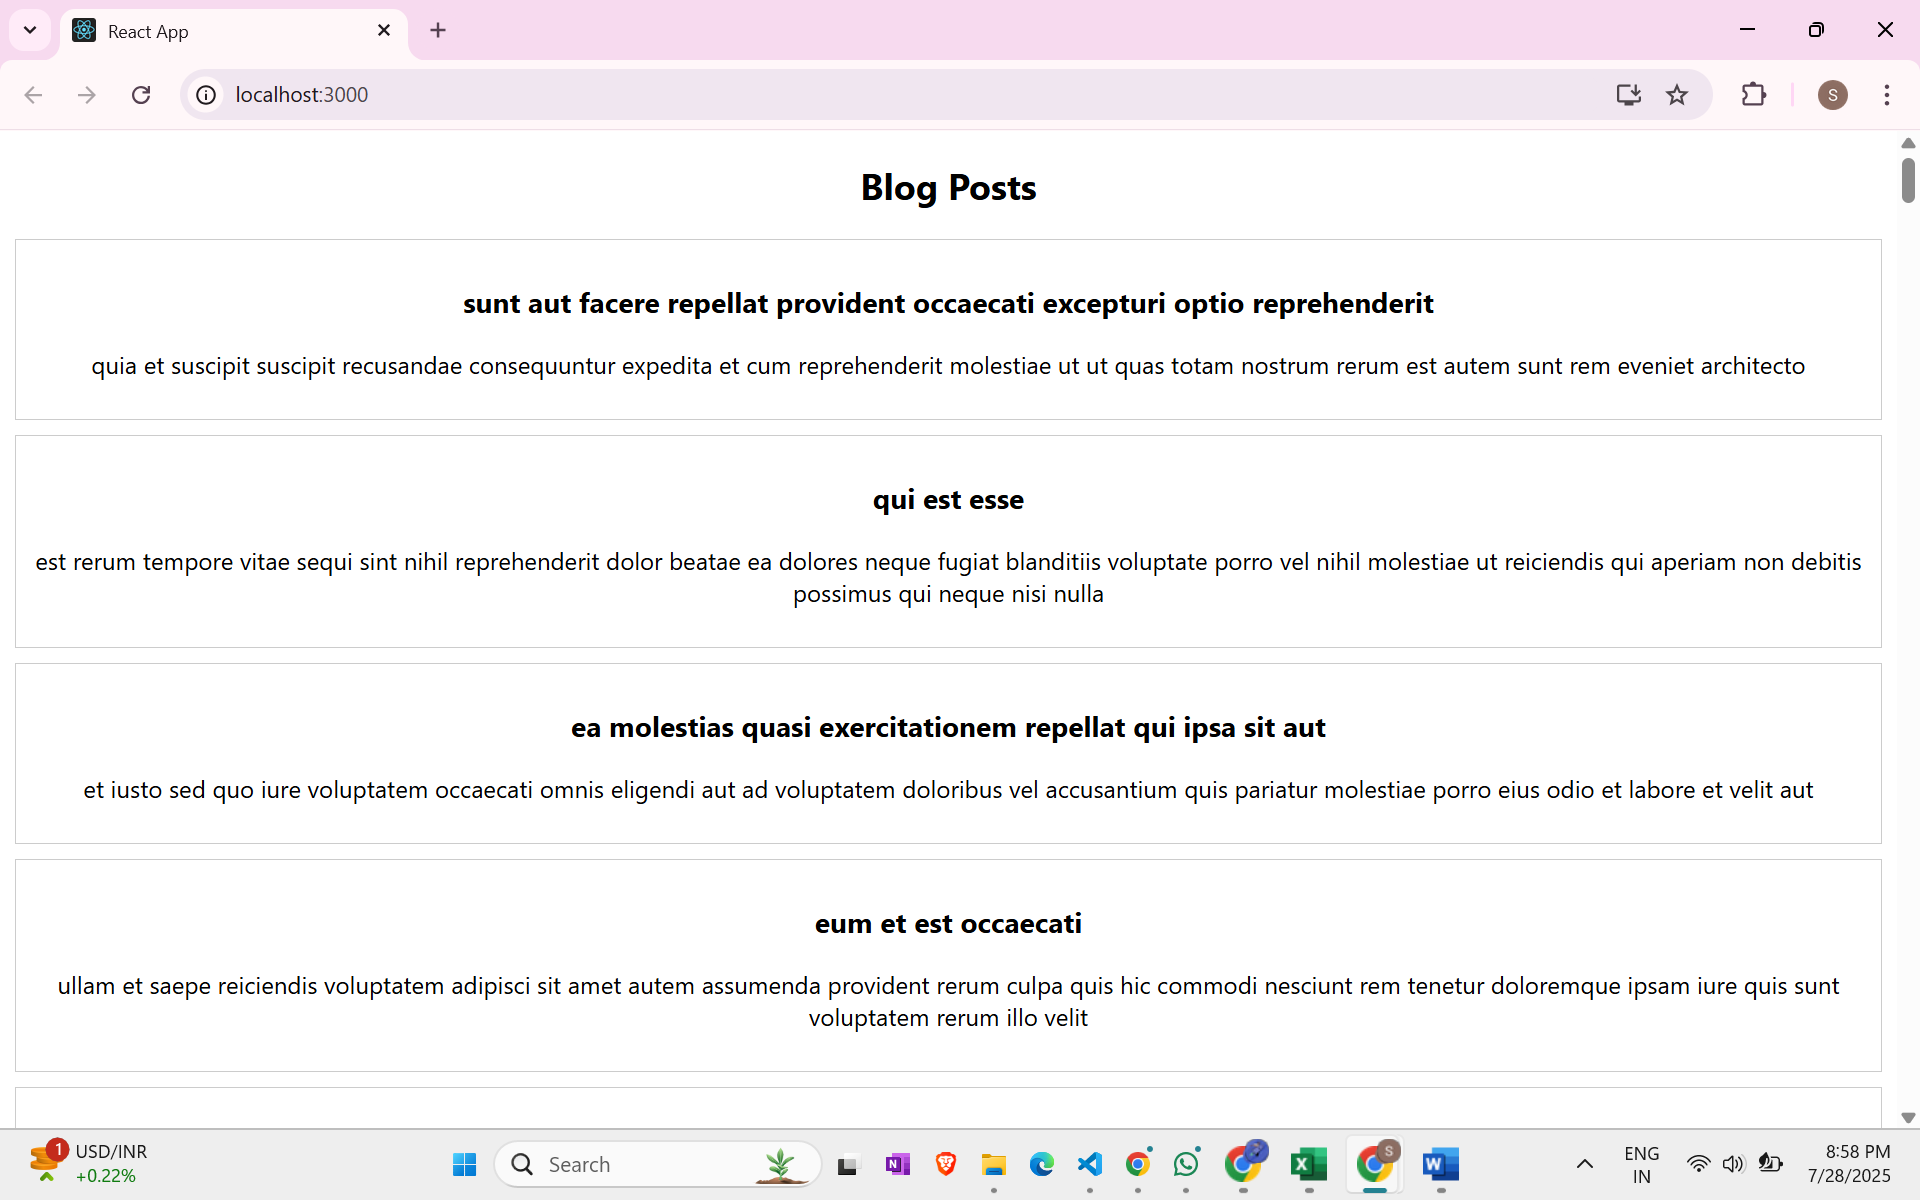 React App
localhost:3000
S
Blog Posts
sunt aut facere repellat provident occaecati excepturi optio reprehenderit
quia et suscipit suscipit recusandae consequuntur expedita et cum reprehenderit molestiae ut ut quas totam nostrum rerum est autem sunt rem eveniet architecto
qui est esse
est rerum tempore vitae sequi sint nihil reprehenderit dolor beatae ea dolores neque fugiat blanditiis voluptate porro vel nihil molestiae ut reiciendis qui aperiam non debitis
possimus qui neque nisi nulla
ea molestias quasi exercitationem repellat qui ipsa sit aut
et iusto sed quo iure voluptatem occaecati omnis eligendi aut ad voluptatem doloribus vel accusantium quis pariatur molestiae porro eius odio et labore et velit aut
eum et est occaecati
ullam et saepe reiciendis voluptatem adipisci sit amet autem assumenda provident rerum culpa quis hic commodi nesciunt rem tenetur doloremque ipsam iure quis sunt
voluptatem rerum illo velit
1
USD/INR
+0.22%
Search
N
X
S
W
ENG
IN
8:58 PM
7/28/2025